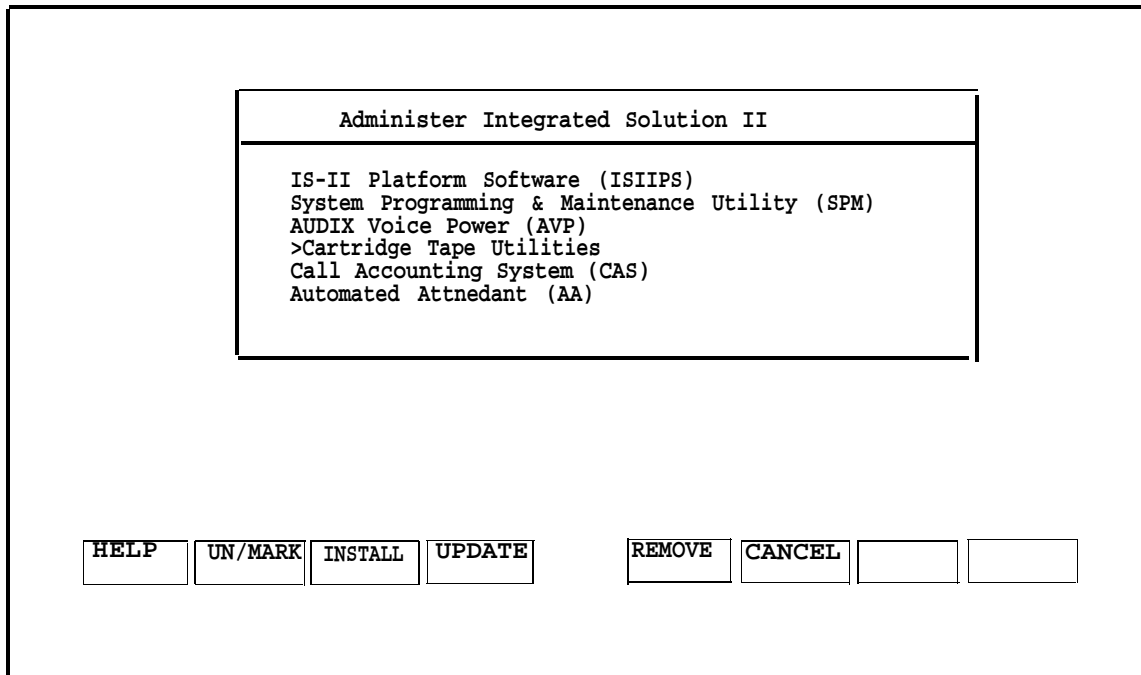 Administer Integrated Solution II
IS-II Platform Software (ISIIPS)
System Programming & Maintenance Utility (SPM)
AUDIX Voice Power (AVP)
>Cartridge Tape Utilities
Call Accounting System (CAS)
Automated Attnedant (AA)
HELP UN/MARK INSTALL UPDATE REMOVE CANCEL